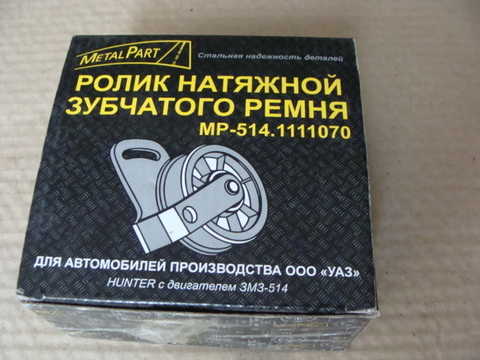 METALPART
Стальная надежность деталей
РОЛИК НАТЯЖНОЙ
ЗУБЧАТОГО РЕМНЯ
МР-514.1111070
ДЛЯ АВТОМОБИЛЕЙ ПРОИЗВОДСТВА ООО «УАЗ»
HUNTER с двигателем ЗМЗ-514